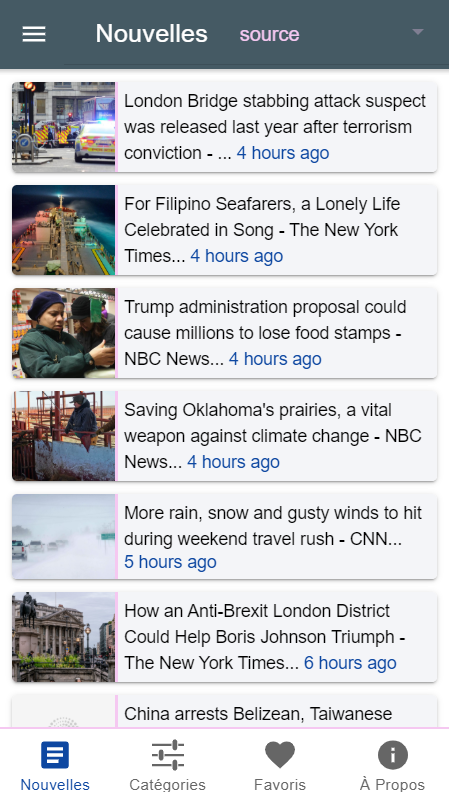 Nouvelles source
London Bridge stabbing attack suspect
was released last year after terrorism
conviction - ... 4 hours ago
For Filipino Seafarers, a Lonely Life
Celebrated in Song - The New York
Times... 4 hours ago
Trump administration proposal could
cause millions to lose food stamps -
NBC News... 4 hours ago
Saving Oklahoma's prairies, a vital
weapon against climate change - NBC
News... 4 hours ago
More rain, snow and gusty winds to hit
during weekend travel rush - CNN...
5 hours ago
How an Anti-Brexit London District
Could Help Boris Johnson Triumph -
The New York Times... 6 hours ago
China arrests Belizean, Taiwanese
Nouvelles Catégories Favoris À Propos